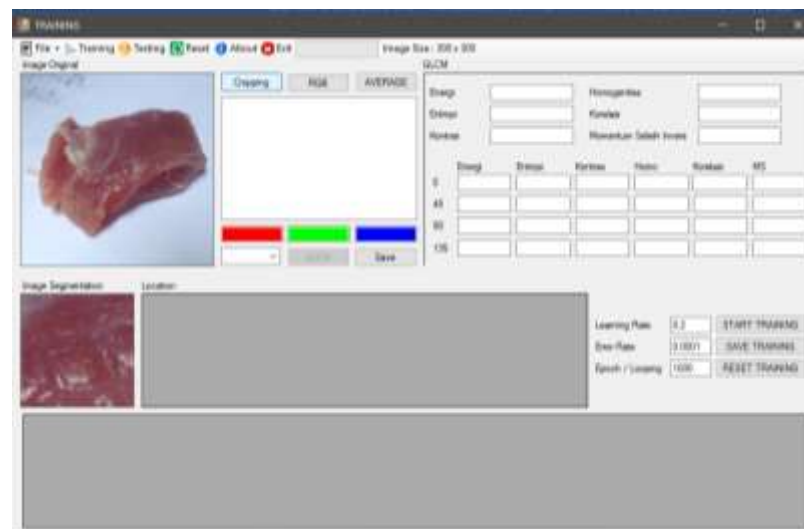 TRAINING
File Training Testing Reset About Exit Image Size : 300 x 300
Image Original
GLCM
Cropping RGB AVERAGE
Energi Homogenitas
Entropi Korelasi
Kontras Momentum Selisih Invers
Energi Entropi Kontras Homo Korelasi MS
0
45
90
135
Save
Image Segmentation Location
Learning Rate 0.2 START TRAINING
Error Rate 0.0001 SAVE TRAINING
Epoch / Looping 1000 RESET TRAINING